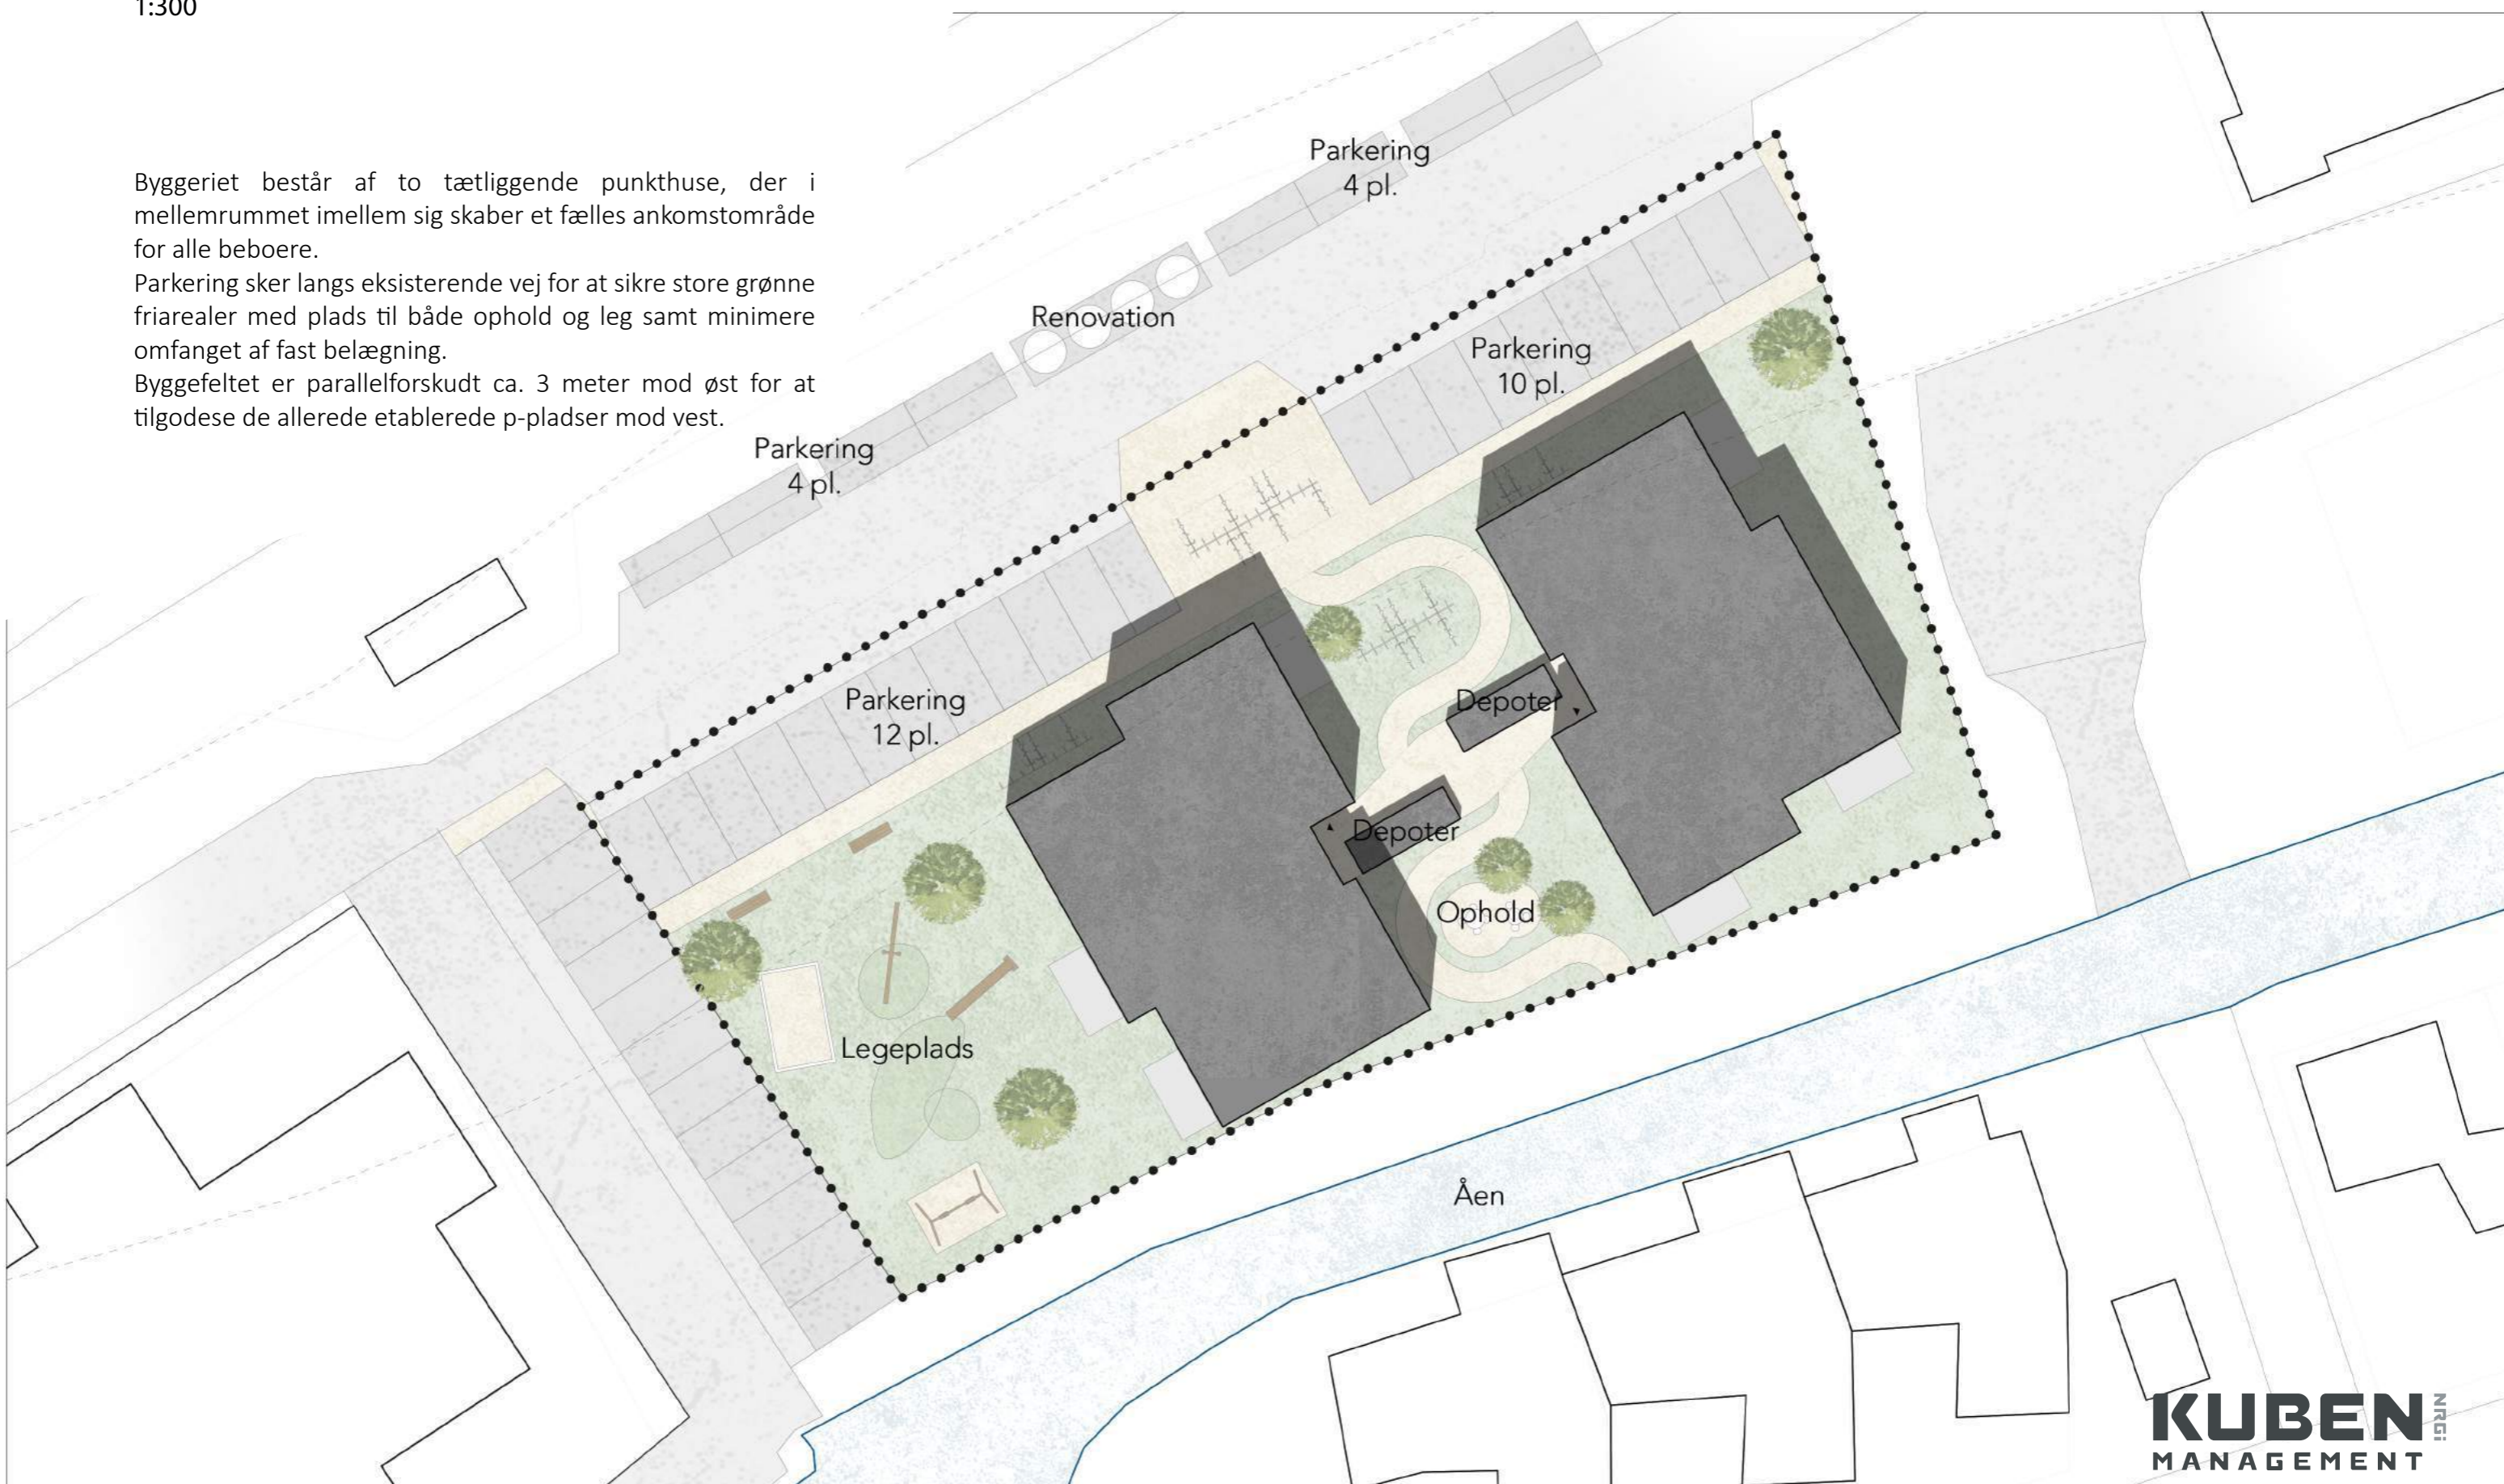 1:300
Byggeriet består af to tætliggende punkthuse, der i
mellemrummet imellem sig skaber et fælles ankomstområde
for alle beboere.
Parkering sker langs eksisterende vej for at sikre store grønne
friarealer med plads til både ophold og leg samt minimere
omfanget af fast belægning.
Byggefeltet er parallelforskudt ca. 3 meter mod øst for at
tilgodese de allerede etablerede p-pladser mod vest.
Parkering
4 pl.
Renovation
Parkering
10 pl.
Parkering
4 pl.
Parkering
12 pl.
Depoter
Depoter
Ophold
Legeplads
Åen
KUBEN
NRGi
MANAGEMENT